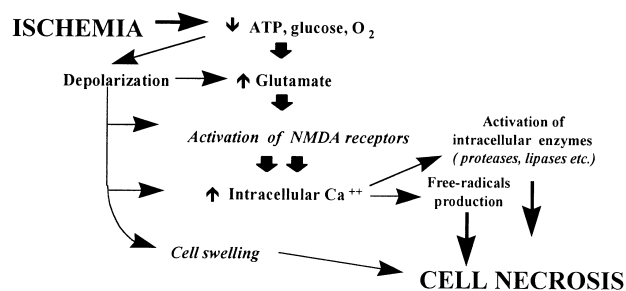 ISCHEMIA
ATP, glucose, O2
Depolarization
Glutamate
Activation of NMDA receptors
Activation of
intracellular enzymes
( proteases, lipases etc.)
Intracellular Ca++
Free-radicals
production
Cell swelling
CELL NECROSIS